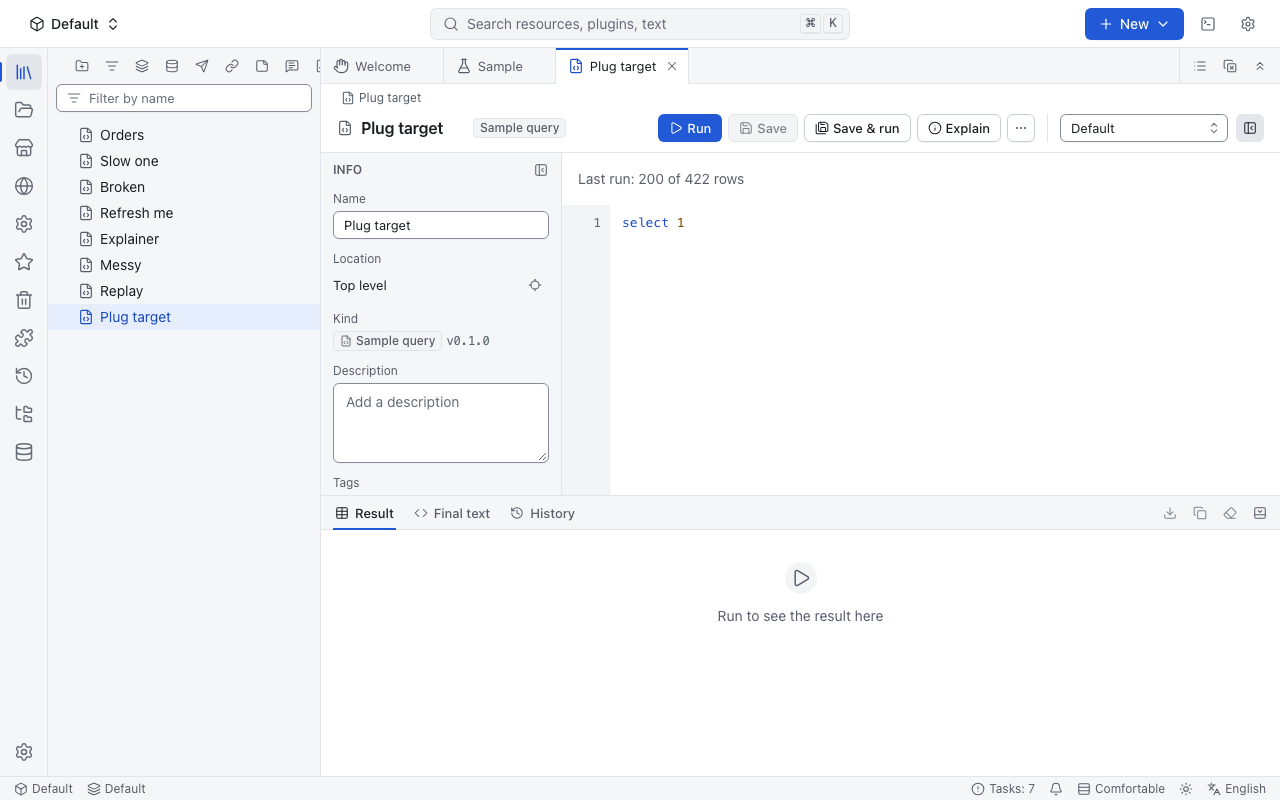 Default
Search resources, plugins, text
⌘ K
New
Filter by name
Orders
Slow one
Broken
Refresh me
Explainer
Messy
Replay
Plug target
Welcome
Sample
Plug target
Plug target
Plug target
Sample query
Run
Save
Save & run
Explain
Default
INFO
Name
Plug target
Location
Top level
Kind
Sample query v0.1.0
Description
Add a description
Tags
Last run: 200 of 422 rows
1 select 1
Result
Final text
History
Run to see the result here
Default
Default
Tasks: 7
Comfortable
English